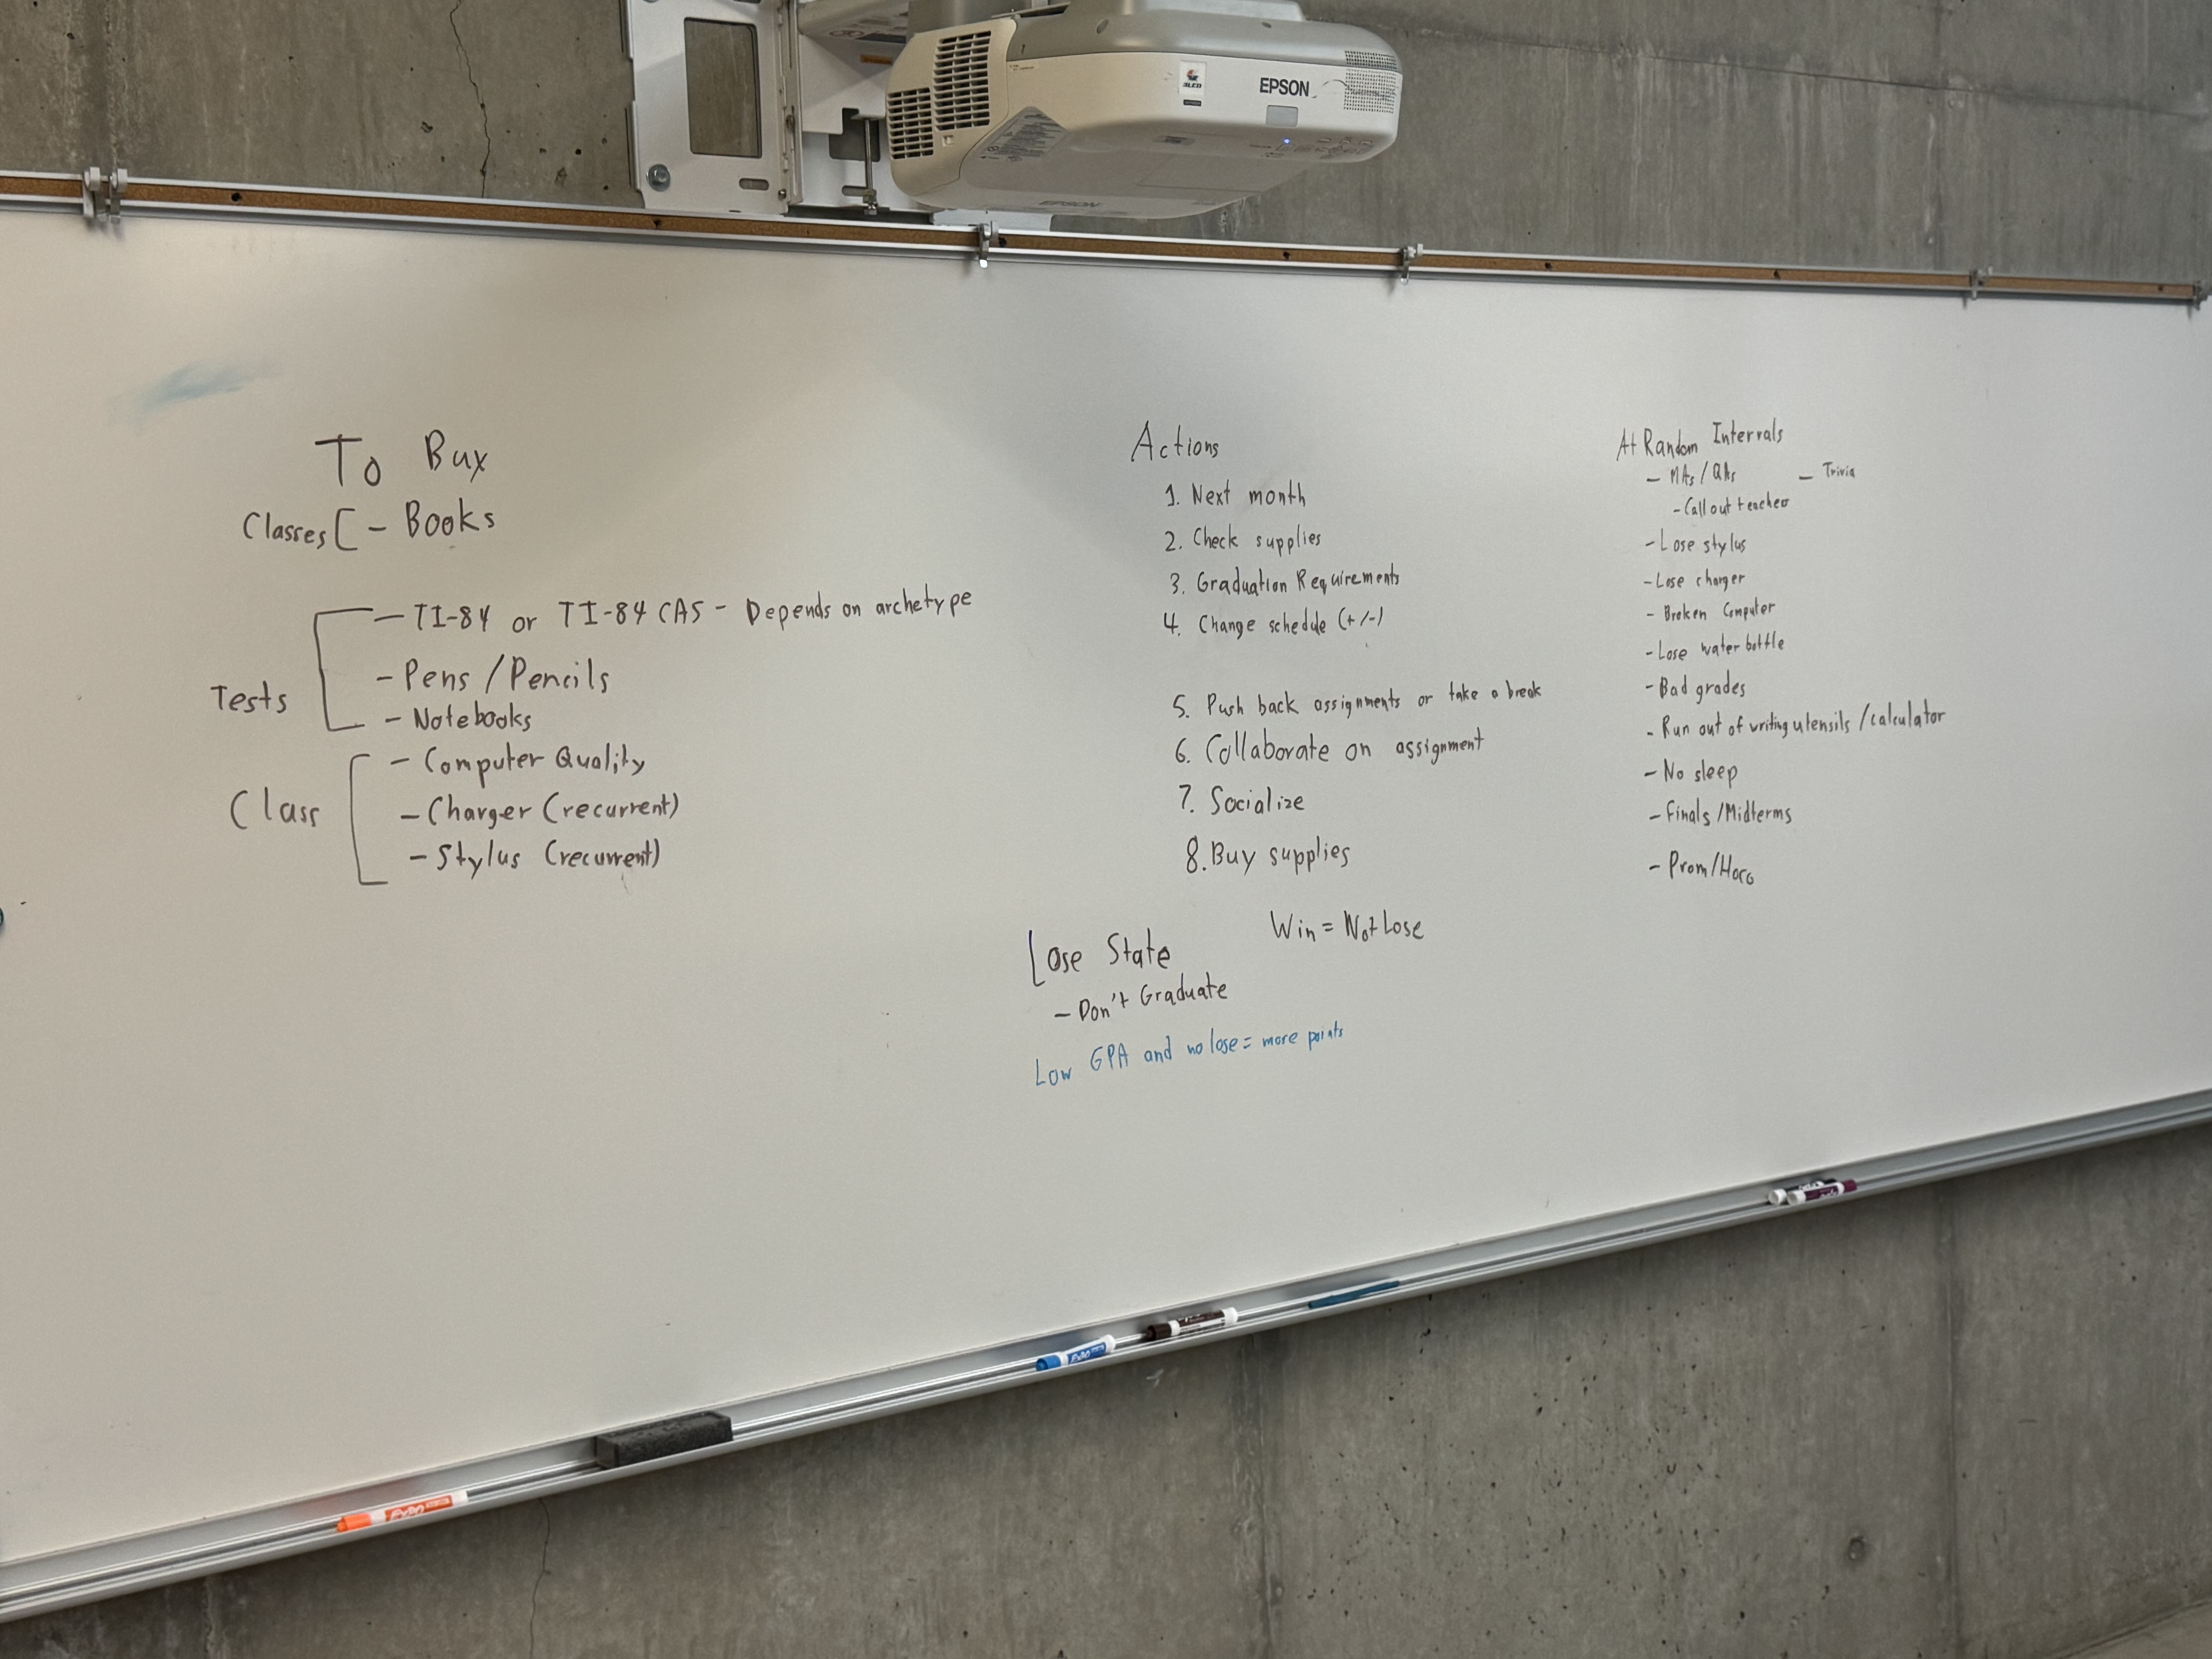 EPSON
EPSON
To Buy
Classes [ - Books
- TI-84 or TI-84 CAS - Depends on archetype
- Pens / Pencils
Tests
- Notebooks
- Computer Quality
Class
- Charger (recurrent)
- Stylus (recurrent)
Actions
1. Next month
2. Check supplies
3. Graduation Requirements
4. Change schedule (+/-)
5. Push back assignments or take a break
6. Collaborate on assignment
7. Socialize
8. Buy supplies
Lose State
- Don't Graduate
Win = Not Lose
Low GPA and no lose = more points
At Random Intervals
- MAs / QAs - Trivia
- Call out teacher
- Lose stylus
- Lose charger
- Broken Computer
- Lose water bottle
- Bad grades
- Run out of writing utensils / calculator
- No sleep
- Finals / Midterms
- Prom/Hoco
EXPO
EXPO